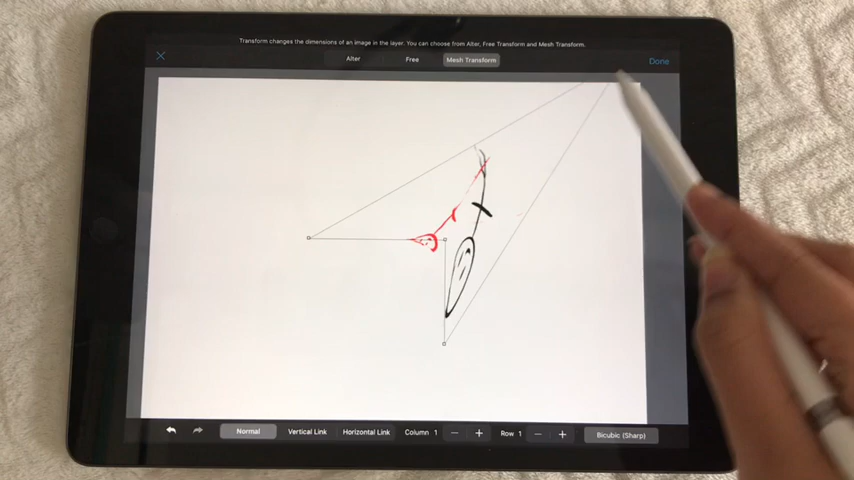 Transform changes the dimensions of an image in the layer. You can choose from Alter, Free Transform and Mesh Transform.
Alter Free Mesh Transform Done
Normal Vertical Link Horizontal Link Column 1 Row 1 Bicubic (Sharp)